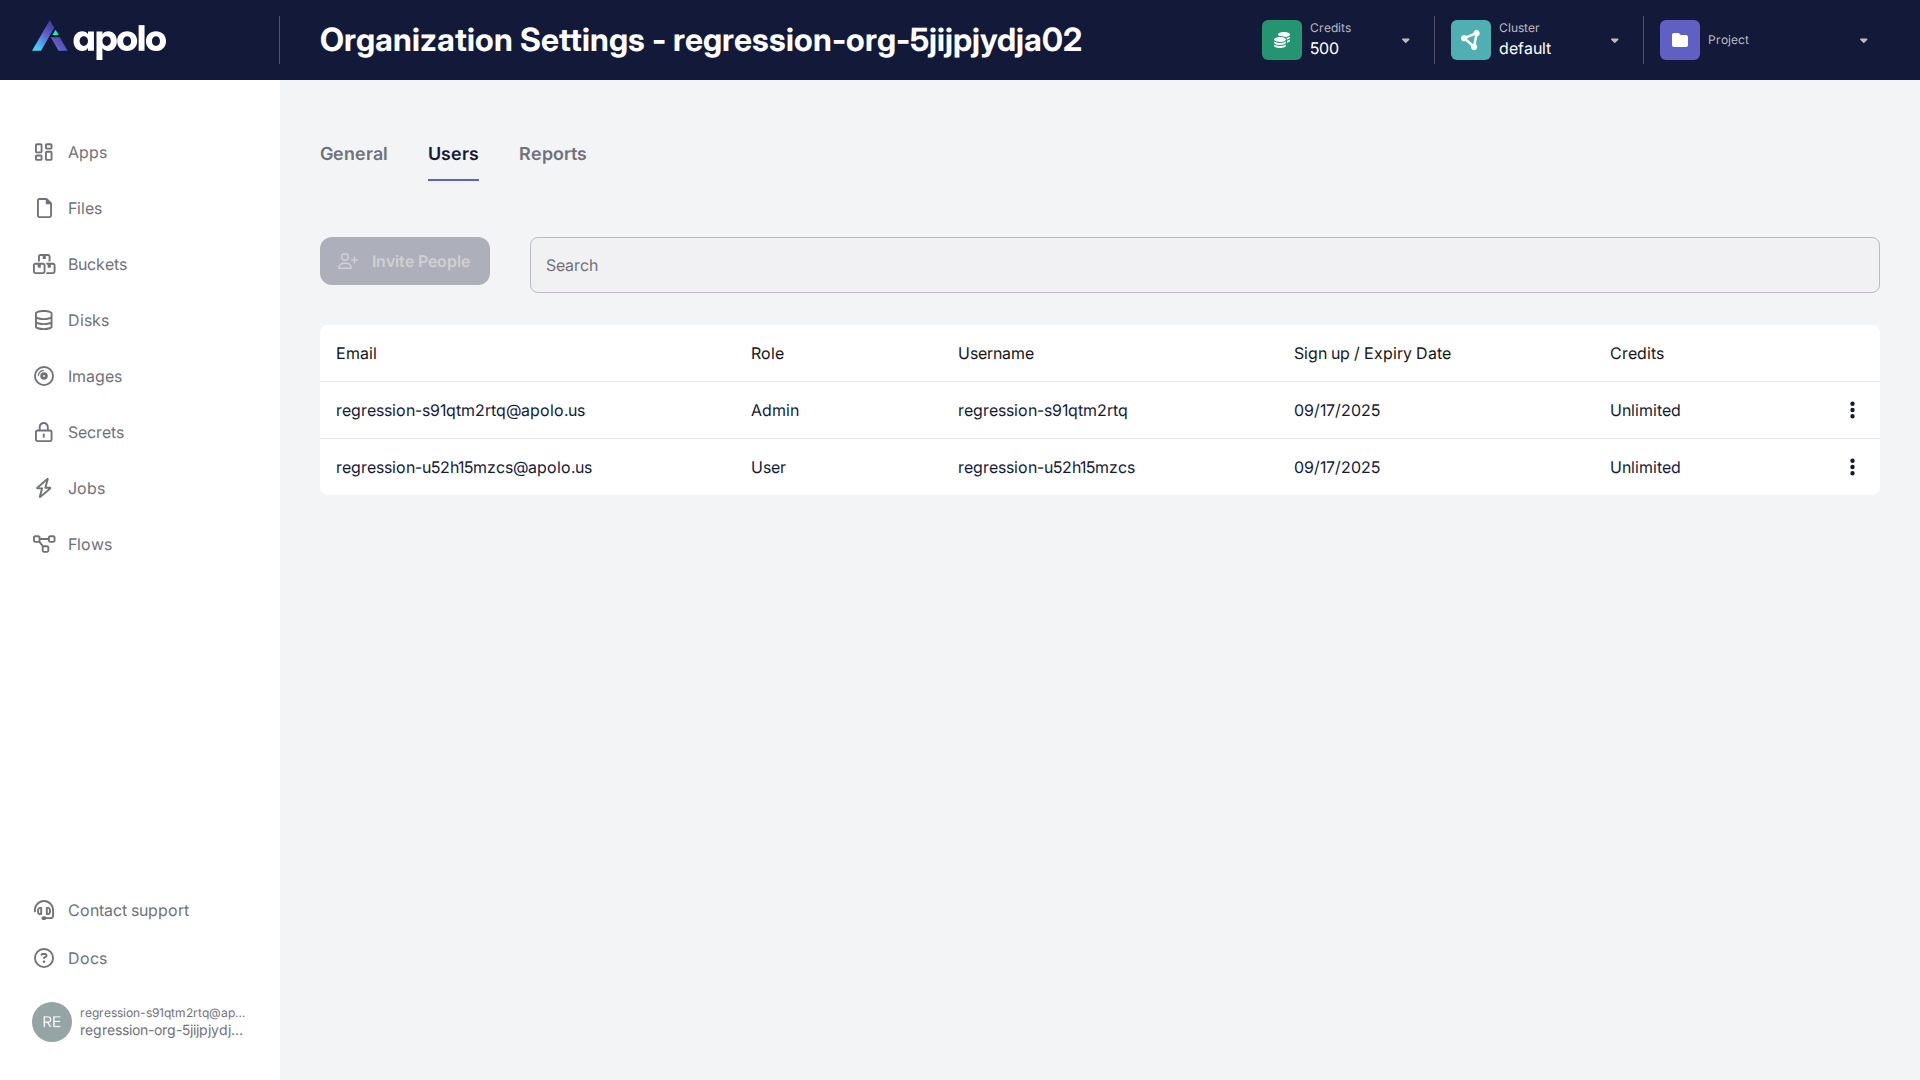 apolo
Organization Settings - regression-org-5jijpjydja02
Credits
500
Cluster
default
Project
Apps
Files
Buckets
Disks
Images
Secrets
Jobs
Flows
General Users Reports
Invite People
Search
Email Role Username Sign up / Expiry Date Credits
regression-s91qtm2rtq@apolo.us Admin regression-s91qtm2rtq 09/17/2025 Unlimited
regression-u52h15mzcs@apolo.us User regression-u52h15mzcs 09/17/2025 Unlimited
Contact support
Docs
RE
regression-s91qtm2rtq@ap...
regression-org-5jijpjydj...